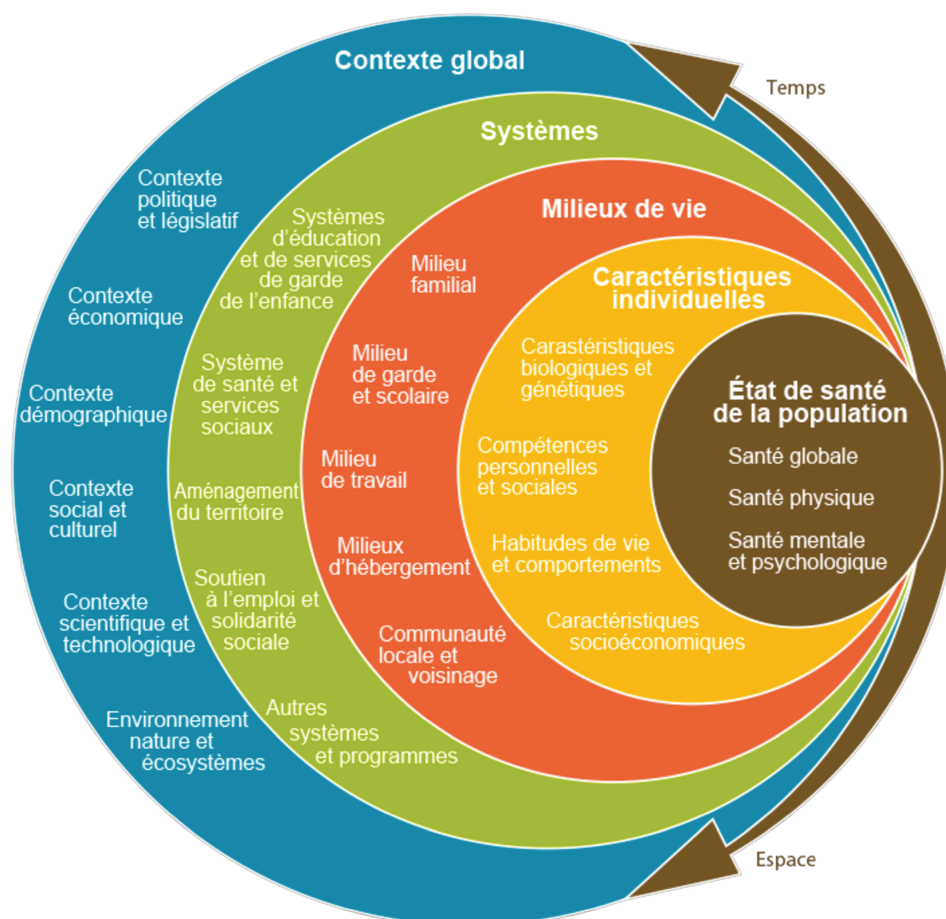 Contexte global
Temps
Systèmes
Contexte
politique
et législatif
Contexte
économique
Contexte
démographique
Contexte
social et
culturel
Contexte
scientifique et
technologique
Environnement
nature et
écosystèmes
Systèmes
d'éducation
et de services
de garde
de l'enfance
Système
de santé et
services
sociaux
Aménagement
du territoire
Soutien
à l'emploi et
solidarité
sociale
Autres
systèmes
et programmes
Milieux de vie
Milieu
familial
Milieu
de garde
et scolaire
Milieu
de travail
Milieux
d'hébergement
Communauté
locale et
voisinage
Caractéristiques
individuelles
Carastéristiques
biologiques et
génétiques
Compétences
personnelles
et sociales
Habitudes de vie
et comportements
Caractéristiques
socioéconomiques
État de santé
de la population
Santé globale
Santé physique
Santé mentale
et psychologique
Espace